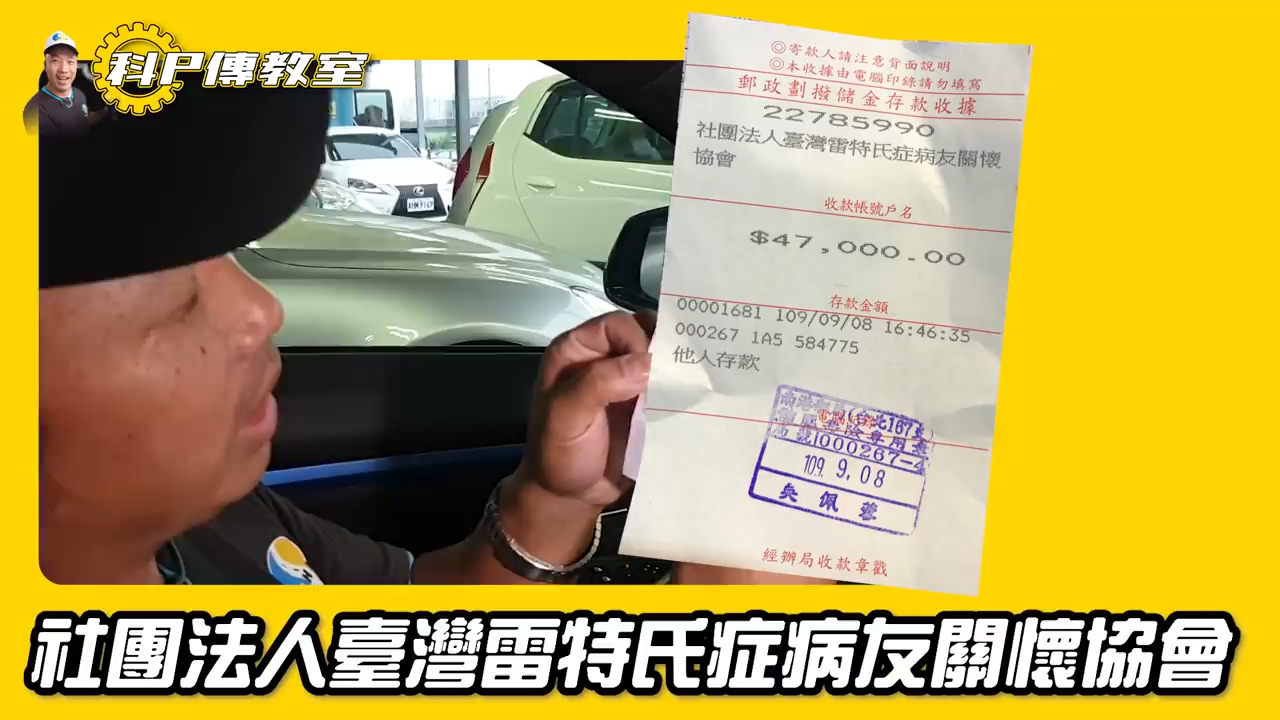 科P傳教室
◎寄款人請注意背面說明
◎本收據由電腦印錄請勿填寫
郵政劃撥儲金存款收據
22785990
社團法人臺灣雷特氏症病友關懷
協會
收款帳號戶名
$47,000.00
存款金額
00001681 109/09/08 16:46:35
000267 1A5 584775
他人存款
000267-4
109. 9. 08
吳佩蓉
經辦局收款章戳
社團法人臺灣雷特氏症病友關懷協會